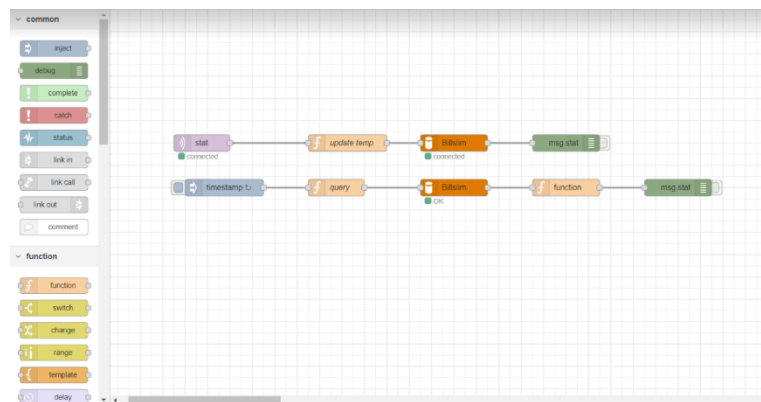 common
inject
debug
complete
catch
status
link in
link call
link out
comment
function
function
switch
change
range
template
delay
stat
connected
update temp
Billsim
connected
msg.stat
timestamp ↻
query
Billsim
OK
function
msg.stat